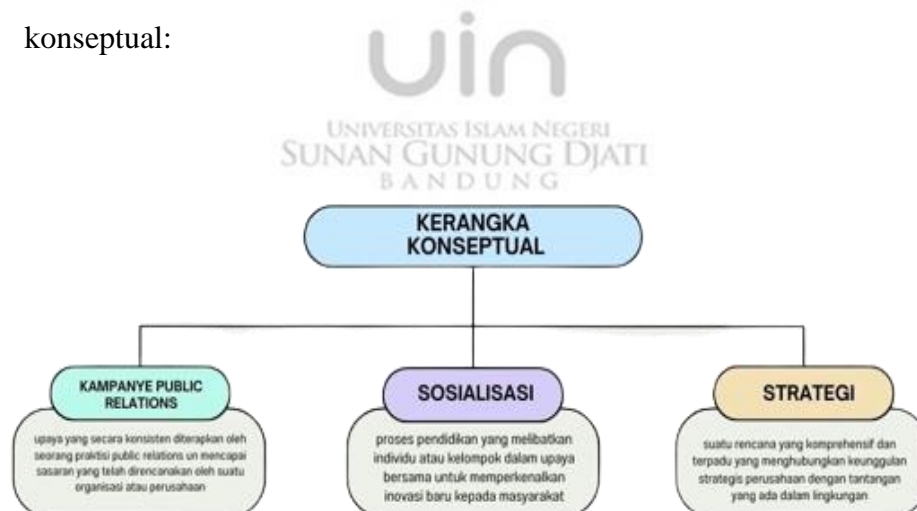 konseptual:
uin
UNIVERSITAS ISLAM NEGERI
SUNAN GUNUNG DJATI
BANDUNG
KERANGKA
KONSEPTUAL
KAMPANYE PUBLIC
RELATIONS
upaya yang secara konsisten diterapkan oleh
seorang praktisi public relations un mencapai
sasaran yang telah direncanakan oleh suatu
organisasi atau perusahaan
SOSIALISASI
proses pendidikan yang melibatkan
individu atau kelompok dalam upaya
bersama untuk memperkenalkan
inovasi baru kepada masyarakat
STRATEGI
suatu rencana yang komprehensif dan
terpadu yang menghubungkan keunggulan
strategis perusahaan dengan tantangan
yang ada dalam lingkungan